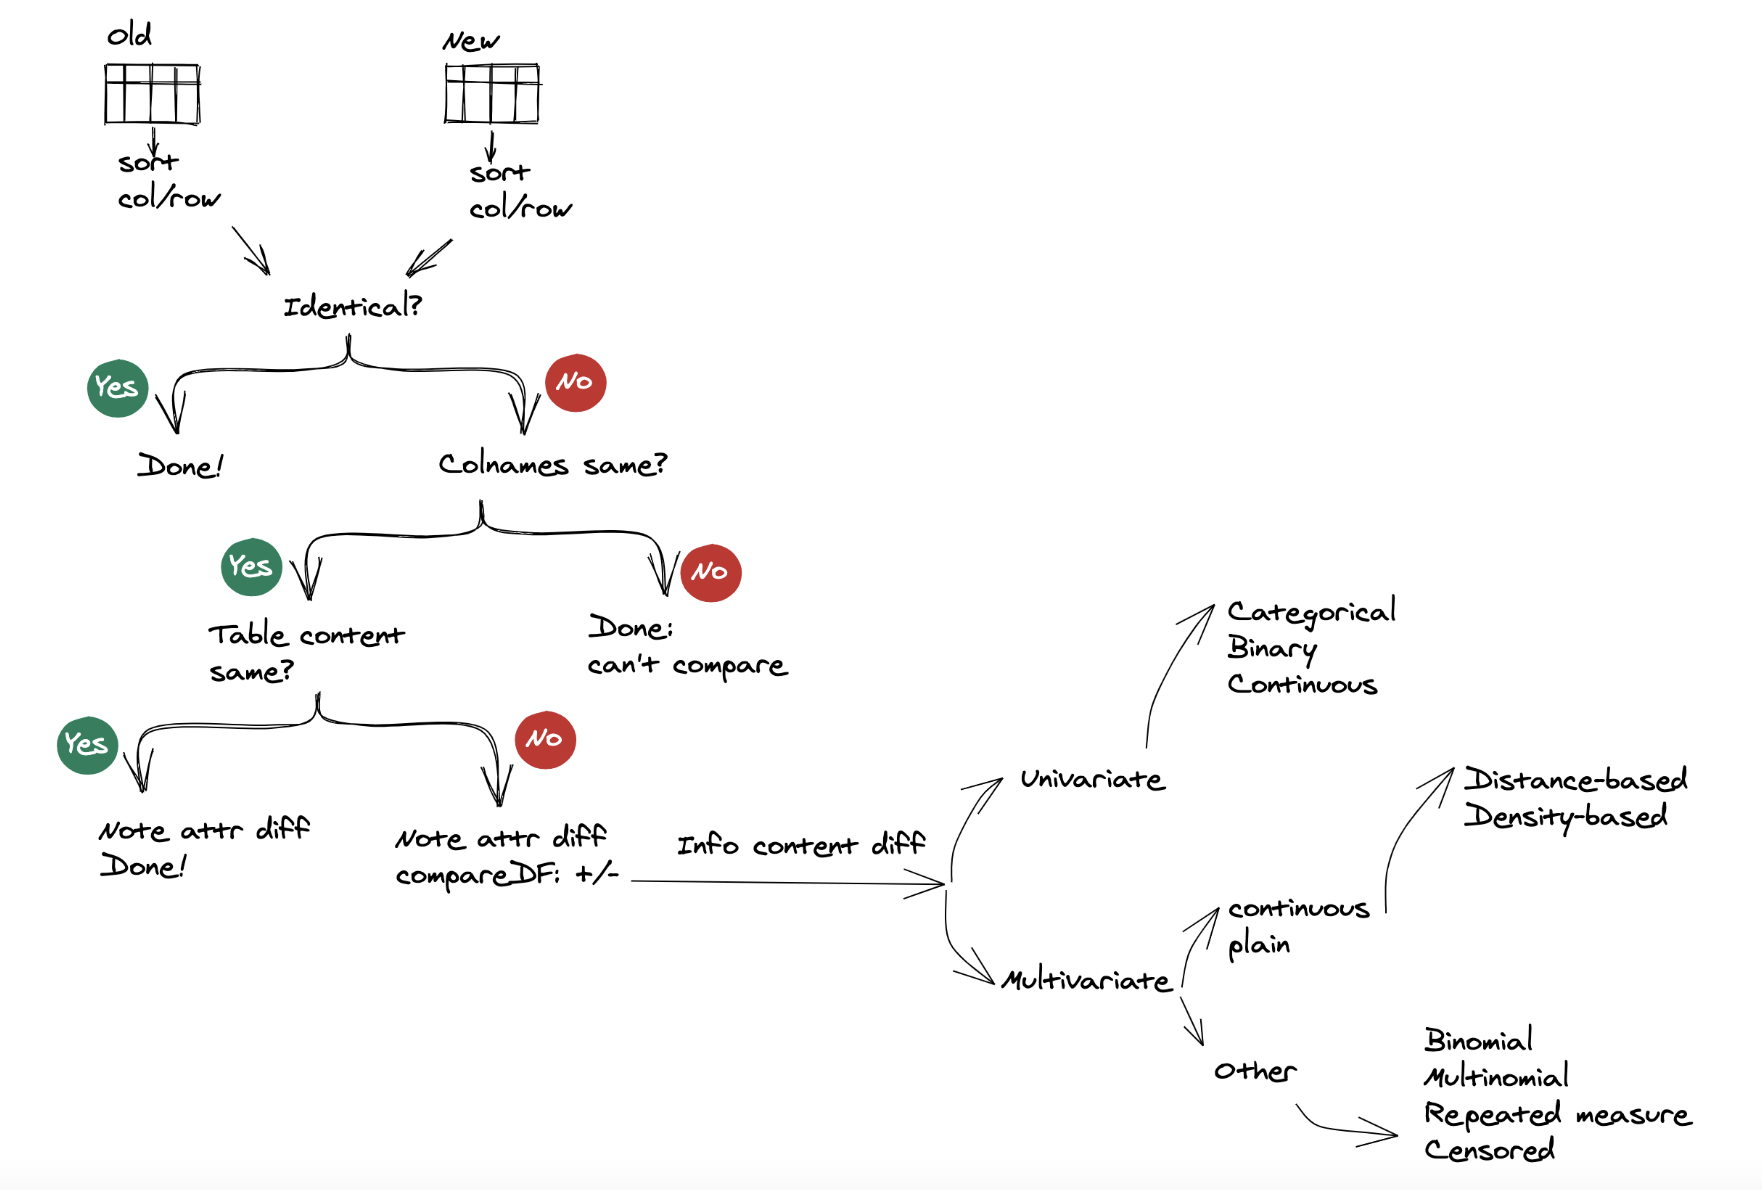 Old
New
sort
col/row
sort
col/row
Identical?
Yes
No
Done!
Colnames same?
Yes
No
Table content
same?
Done:
can't compare
Yes
No
Note attr diff
Done!
Note attr diff
compareDF: +/-
Info content diff
Univariate
Categorical
Binary
Continuous
Multivariate
continuous
plain
Distance-based
Density-based
Other
Binomial
Multinomial
Repeated measure
Censored